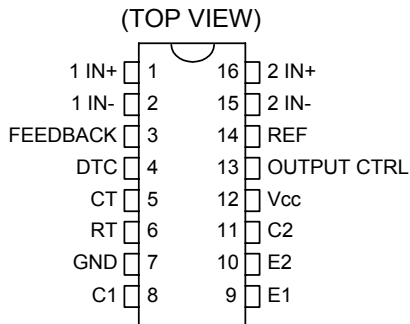 (TOP VIEW)
1 IN+ 1 16 2 IN+
1 IN- 2 15 2 IN-
FEEDBACK 3 14 REF
DTC 4 13 OUTPUT CTRL
CT 5 12 Vcc
RT 6 11 C2
GND 7 10 E2
C1 8 9 E1